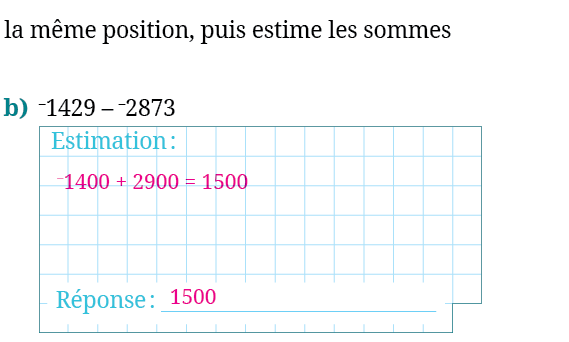 la même position, puis estime les sommes
b) ⁻1429 – ⁻2873
Estimation :
⁻1400 + 2900 = 1500
Réponse : 1500